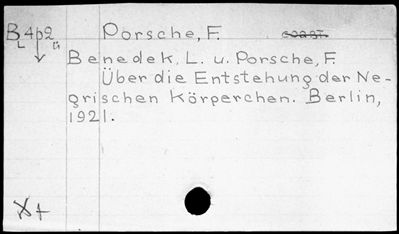 B4p2 Porsche, F.
Benedek, L. u. Porsche, F.
Über die Entstehung der Ne-
grischen Körperchen. Berlin,
1921.